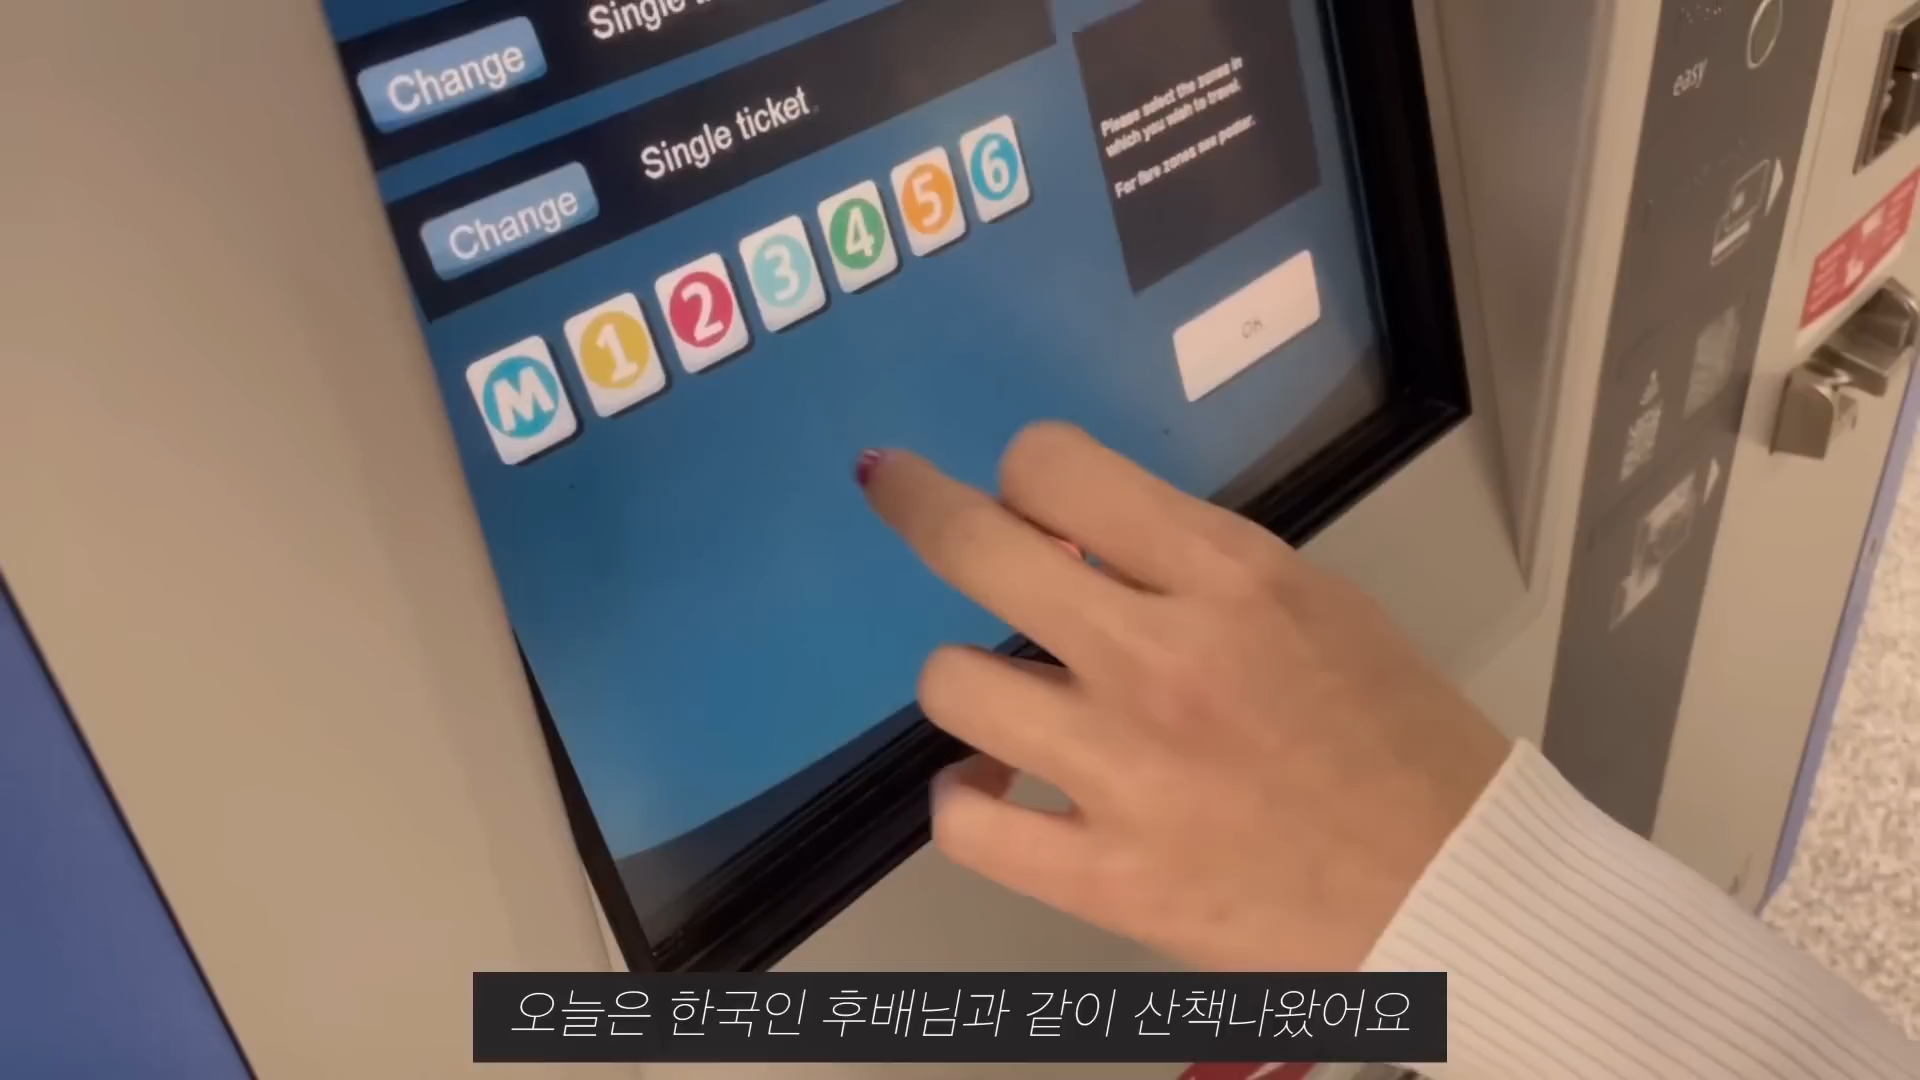 Single
Change
Single ticket
Change
M 1 2 3 4 5 6
Please select the zones in
which you wish to travel.
For fare zones see poster.
OK
easy
오늘은 한국인 후배님과 같이 산책나왔어요